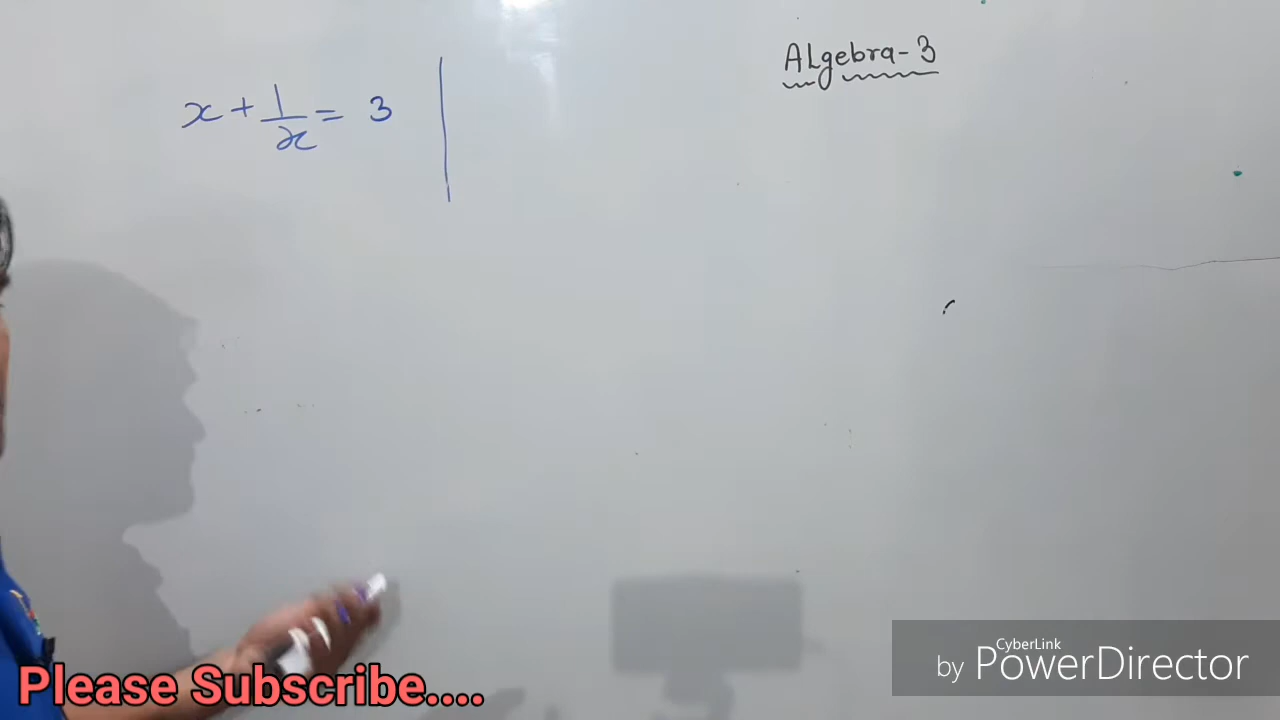 ALgebra-3
x + 1/x = 3
Please Subscribe....
CyberLink
by PowerDirector